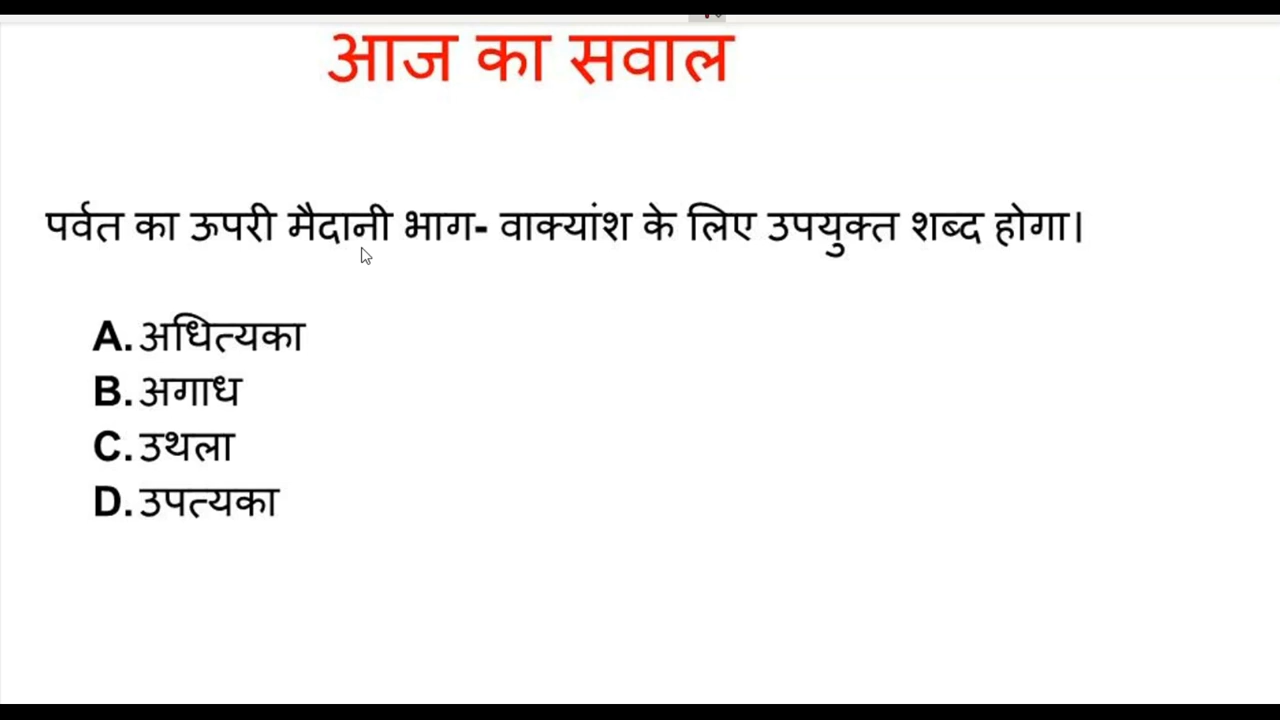 आज का सवाल
पर्वत का ऊपरी मैदानी भाग- वाक्यांश के लिए उपयुक्त शब्द होगा।
A. अधित्यका
B. अगाध
C. उथला
D. उपत्यका